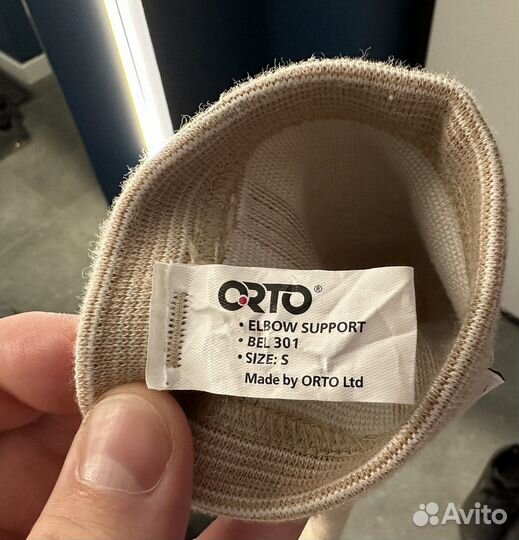 ORTO®
• ELBOW SUPPORT
• BEL 301
• SIZE: S
Made by ORTO Ltd
Avito